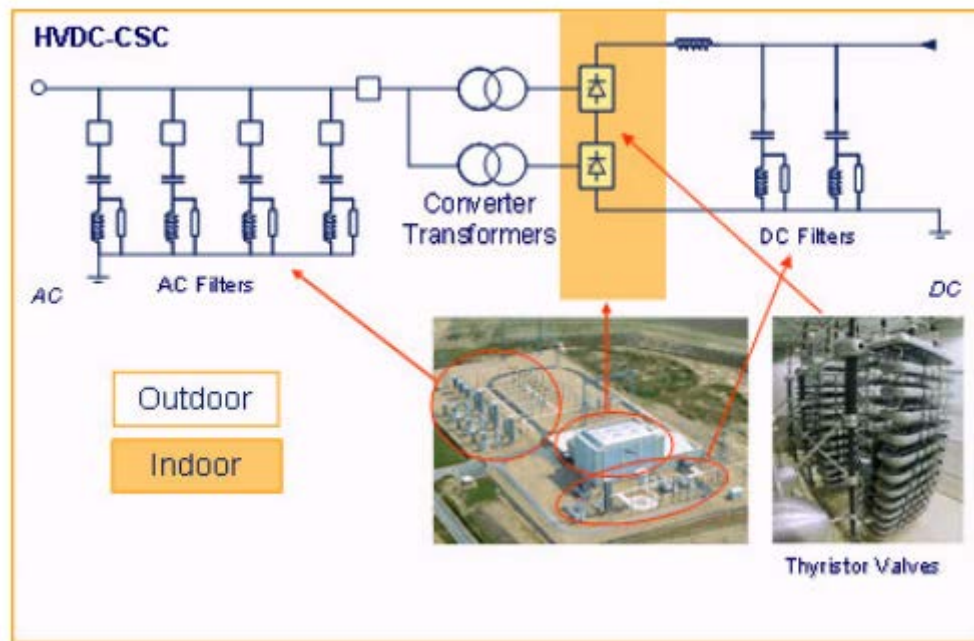 HVDC-CSC
Converter
Transformers
AC Filters
DC Filters
AC
DC
Outdoor
Indoor
Thyristor Valves